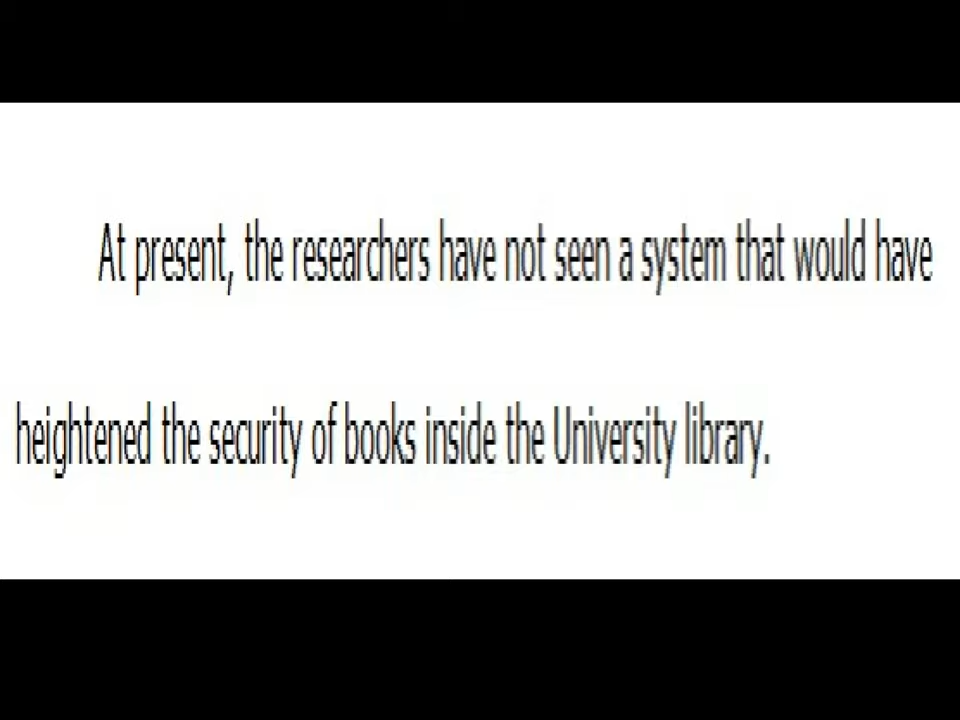 At present, the researchers have not seen a system that would have
heightened the security of books inside the University library.